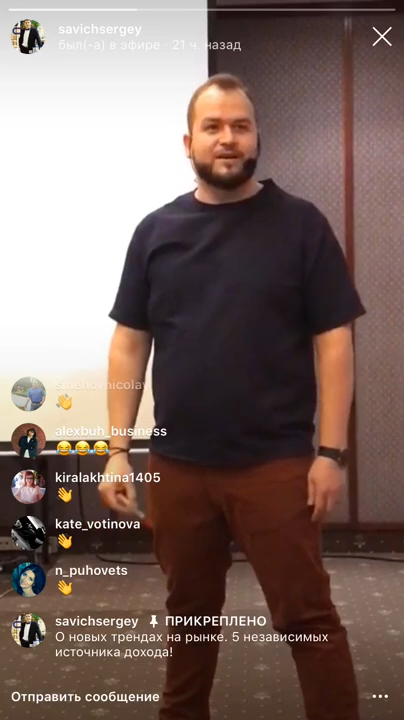 savichsergey
был(-а) в эфире · 21 ч. назад
alexbuh_business
😂😂😂
👋
kiralakhtina1405
👋
kate_votinova
👋
n_puhovets
👋
savichsergey 📌 ПРИКРЕПЛЕНО
О новых трендах на рынке. 5 независимых
источника дохода!
Отправить сообщение